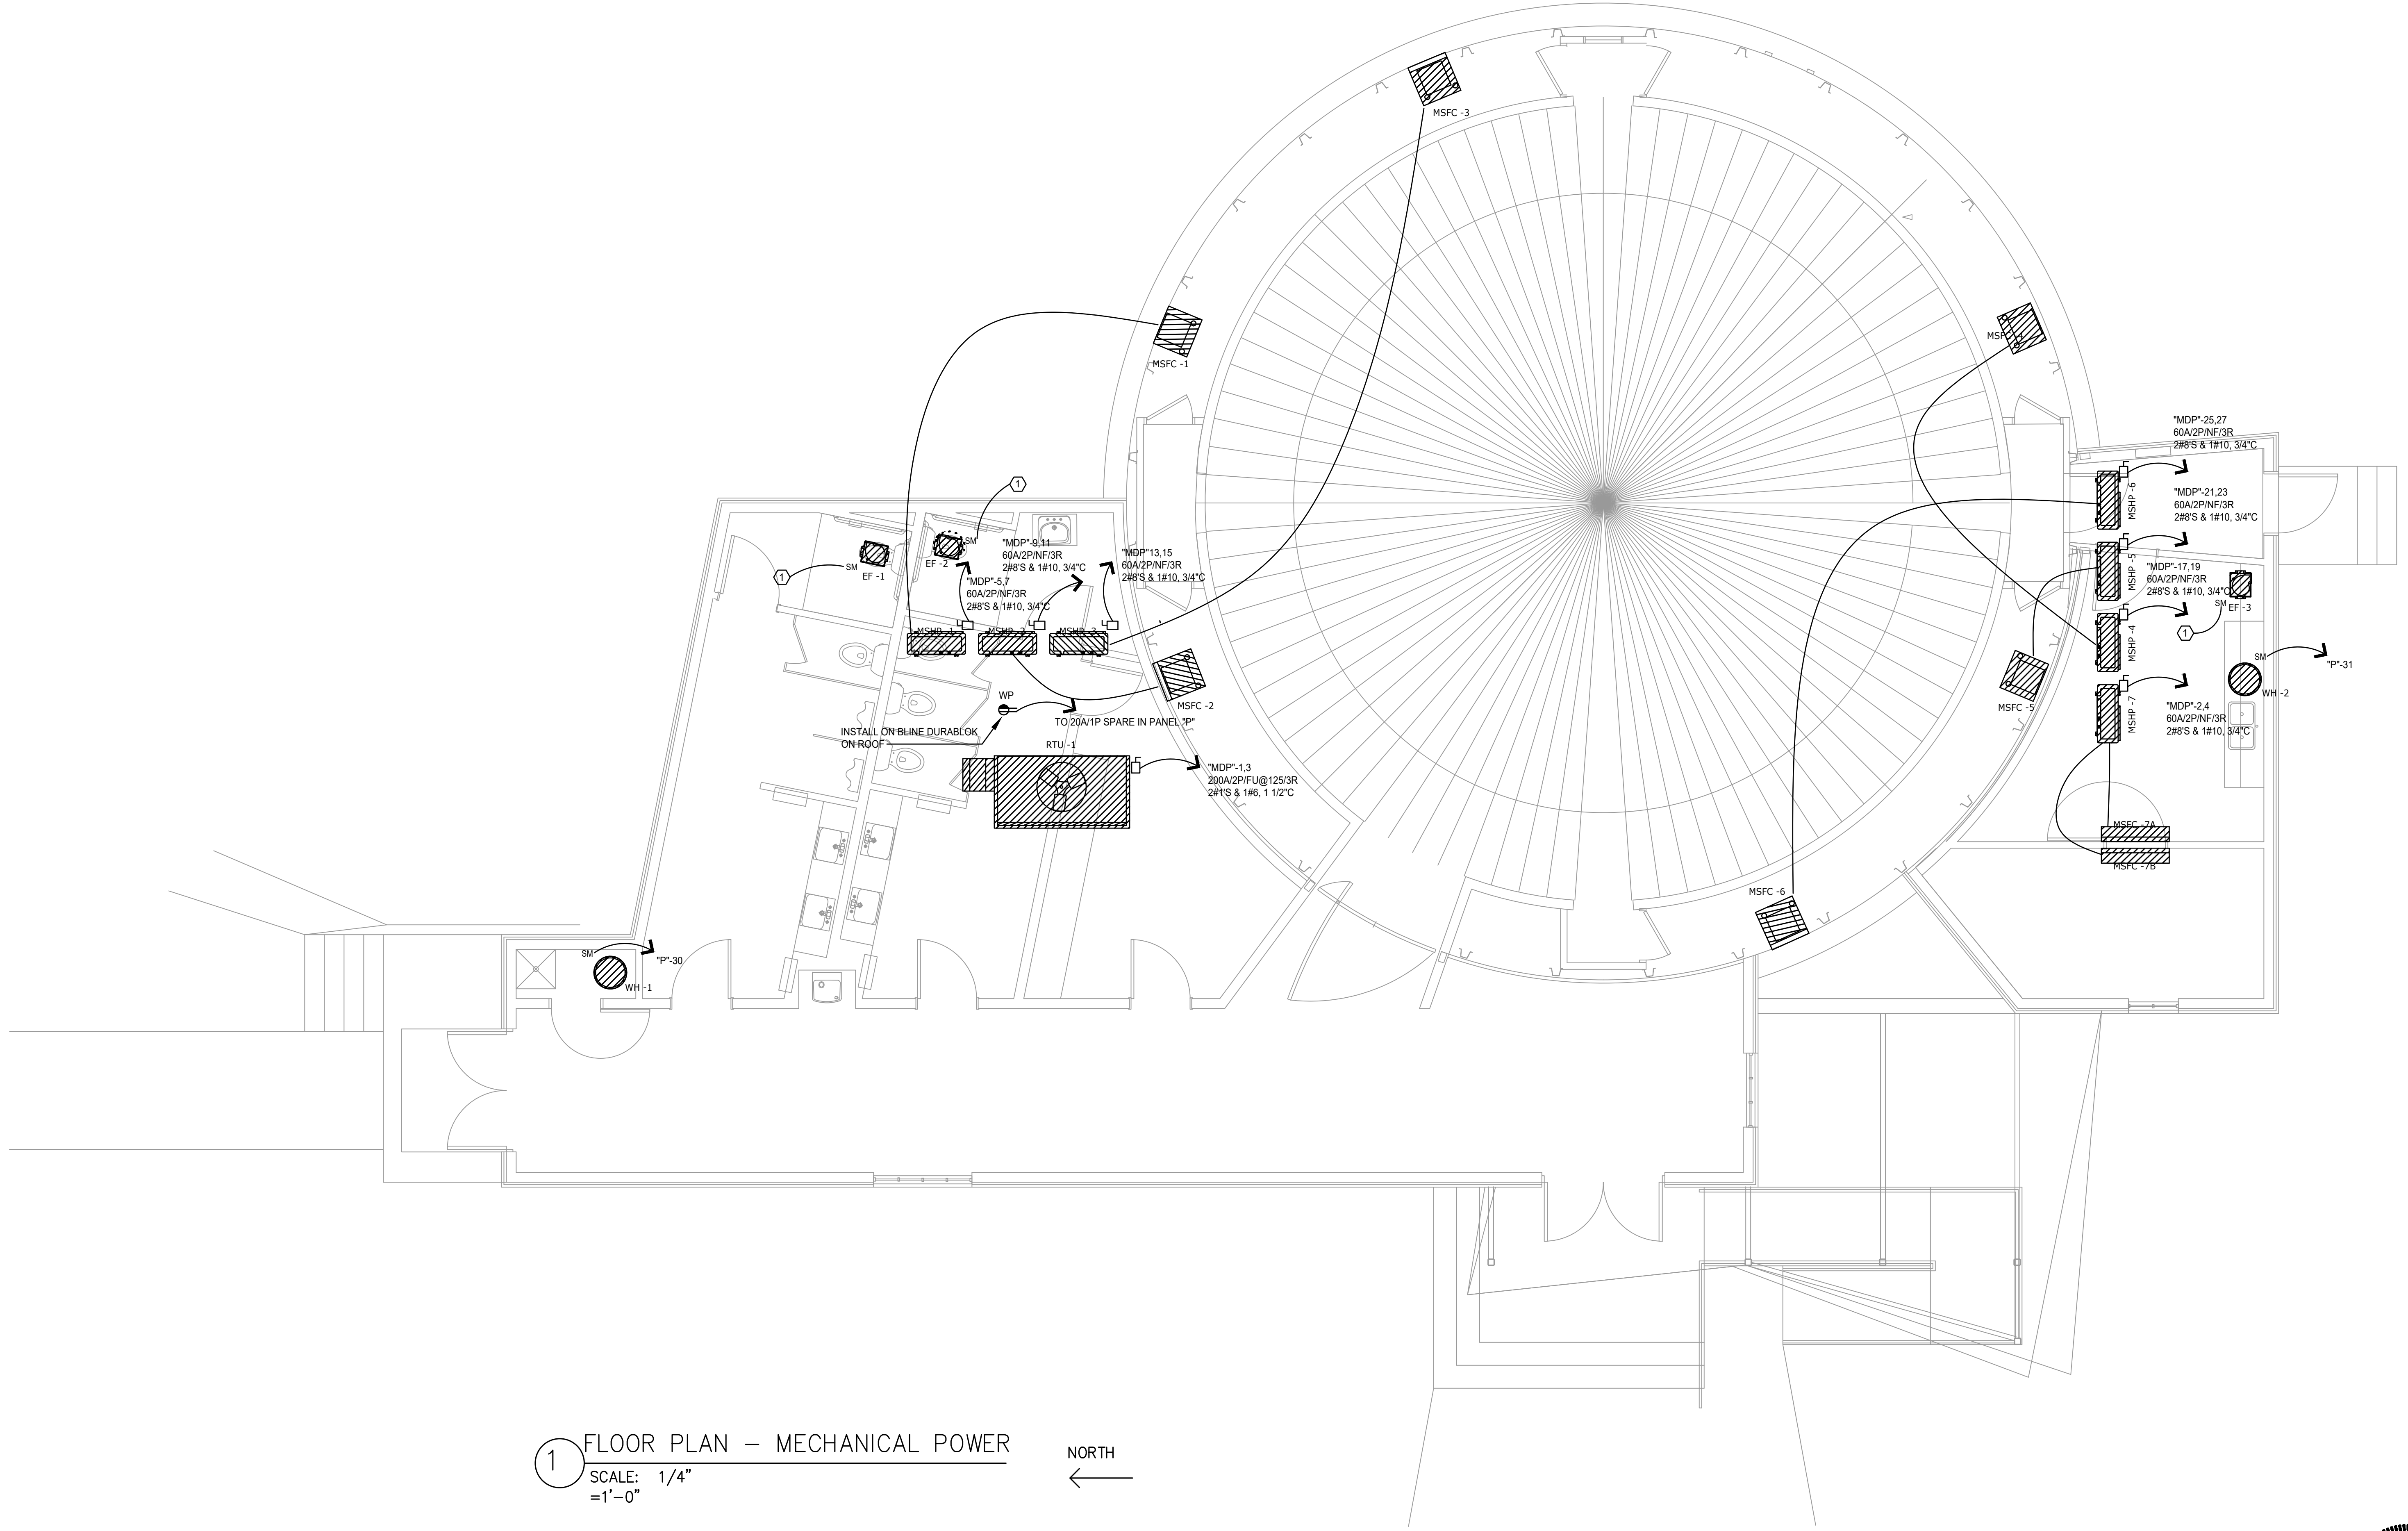 MSFC -3
MSFC -1
MSFC -4
"MDP"-25,27
60A/2P/NF/3R
2#8'S & 1#10, 3/4"C
MSHP -6
"MDP"-21,23
60A/2P/NF/3R
2#8'S & 1#10, 3/4"C
MSHP -5
"MDP"-17,19
60A/2P/NF/3R
2#8'S & 1#10, 3/4"C
MSHP -4
SM
EF -3
1
SM
"P"-31
WH -2
MSHP -7
"MDP"-2,4
60A/2P/NF/3R
2#8'S & 1#10, 3/4"C
MSFC -7A
MSFC -7B
1
SM
EF -2
1
SM
EF -1
"MDP"-9,11
60A/2P/NF/3R
2#8'S & 1#10, 3/4"C
"MDP"13,15
60A/2P/NF/3R
2#8'S & 1#10, 3/4"C
"MDP"-5,7
60A/2P/NF/3R
2#8'S & 1#10, 3/4"C
MSHP -1
MSHP -2
MSHP -3
MSFC -2
MSFC -5
WP
TO 20A/1P SPARE IN PANEL "P"
INSTALL ON BLINE DURABLOK
ON ROOF
RTU -1
"MDP"-1,3
200A/2P/FU@125/3R
2#1'S & 1#6, 1 1/2"C
MSFC -6
SM
"P"-30
WH -1
1
FLOOR PLAN - MECHANICAL POWER
SCALE: 1/4"
=1'-0"
NORTH